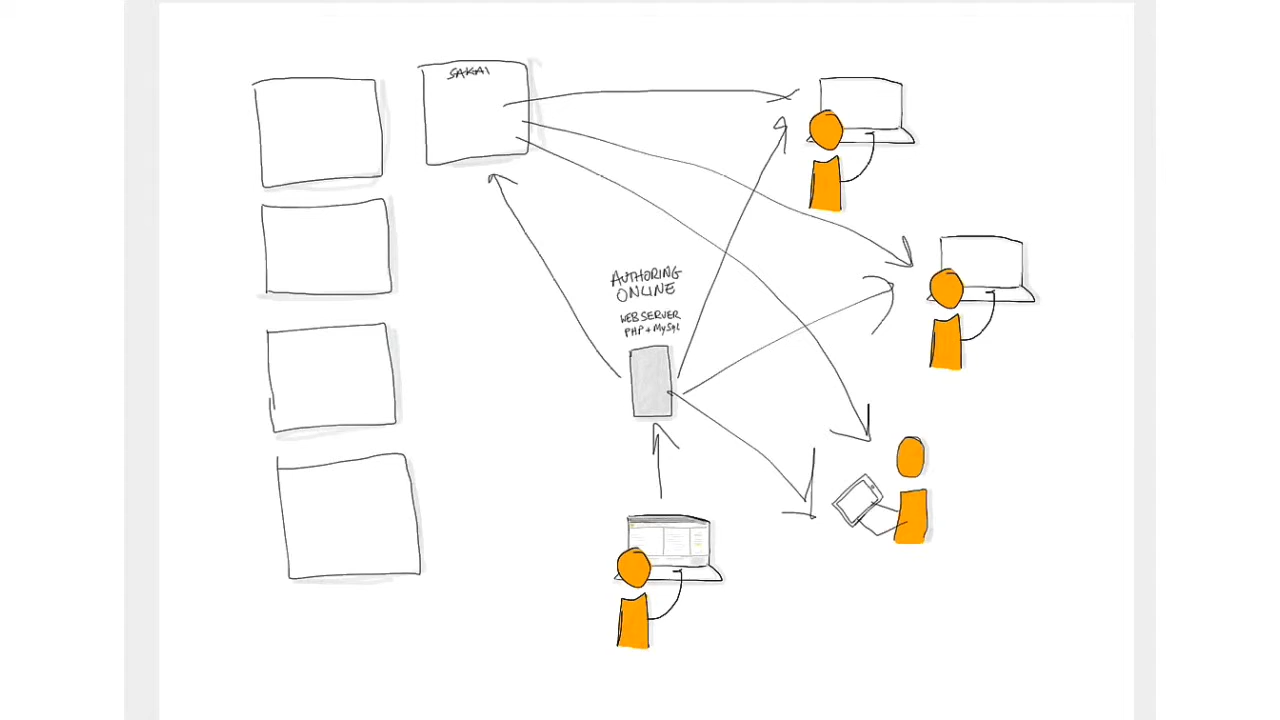 SAKAI
AUTHORING
ONLINE
WEB SERVER
PHP + MySQL